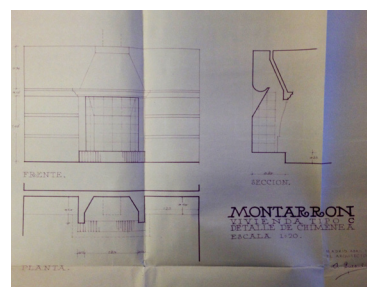 FRENTE.
SECCION.
MONTARRON
VIVIENDA TIPO C
DETALLE DE CHIMENEA
ESCALA 1:20.
PLANTA.